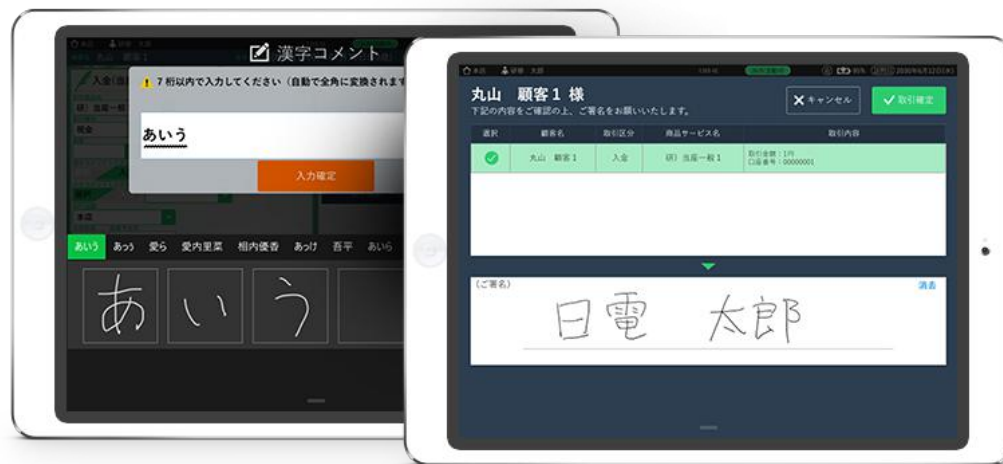 漢字コメント
7 桁以内で入力してください（自動で全角に変換されます
あいう
入力確定
現金
本店
あいう あっう 愛ら 愛内里菜 相内優香 あっけ 吾平 あいら
あいう
丸山 顧客1 様
下記の内容をご確認の上、ご署名をお願いいたします。
キャンセル
取引確定
選択 顧客名 取引区分 商品サービス名 取引内容
丸山 顧客1 入金 研）当座一般1 取引金額：1円
口座番号：00000001
（ご署名）
消去
日電 太郎